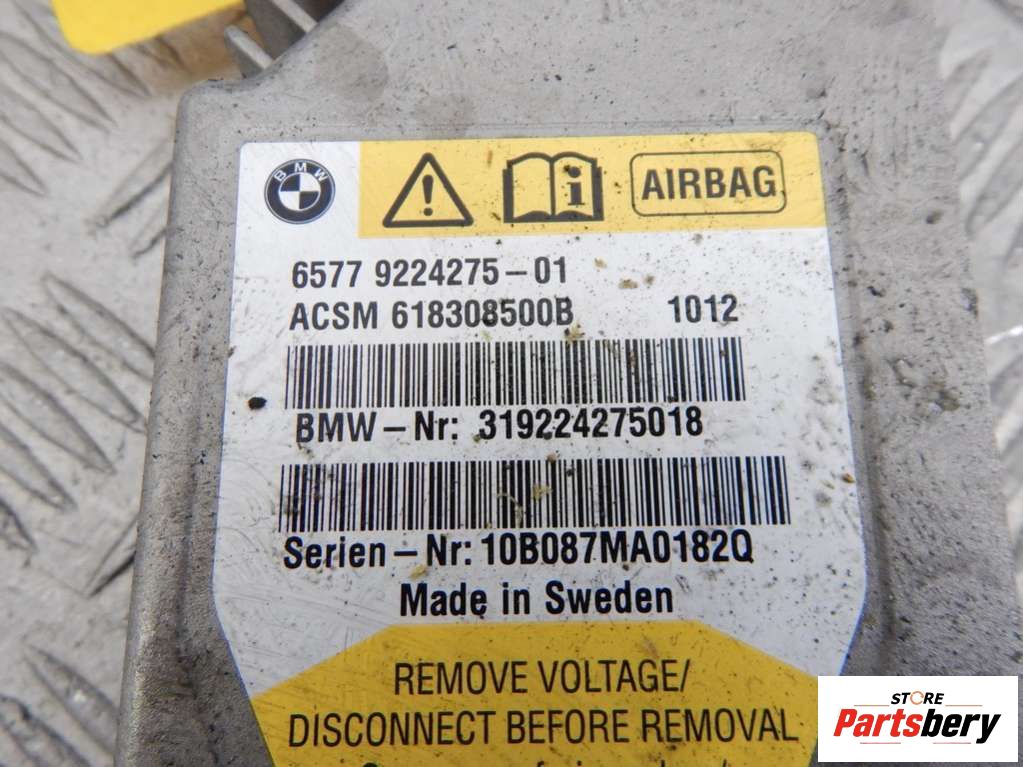 BMW
AIRBAG
6577 9224275-01
ACSM 618308500B 1012
BMW-Nr: 319224275018
Serien-Nr: 10B087MA0182Q
Made in Sweden
REMOVE VOLTAGE/
DISCONNECT BEFORE REMOVAL
STORE
Partsbery